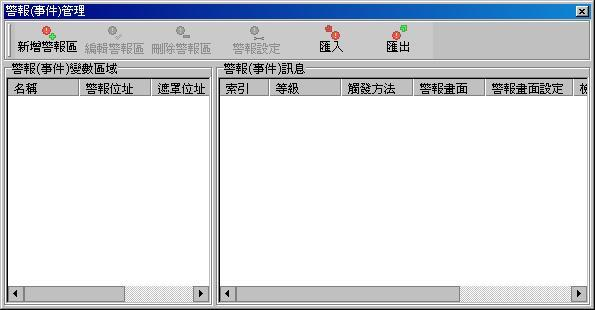 警報(事件)管理
新增警報區 編輯警報區 刪除警報區 警報設定 匯入 匯出
警報(事件)變數區域 警報(事件)訊息
名稱 警報位址 遮罩位址 索引 等級 觸發方法 警報畫面 警報畫面設定